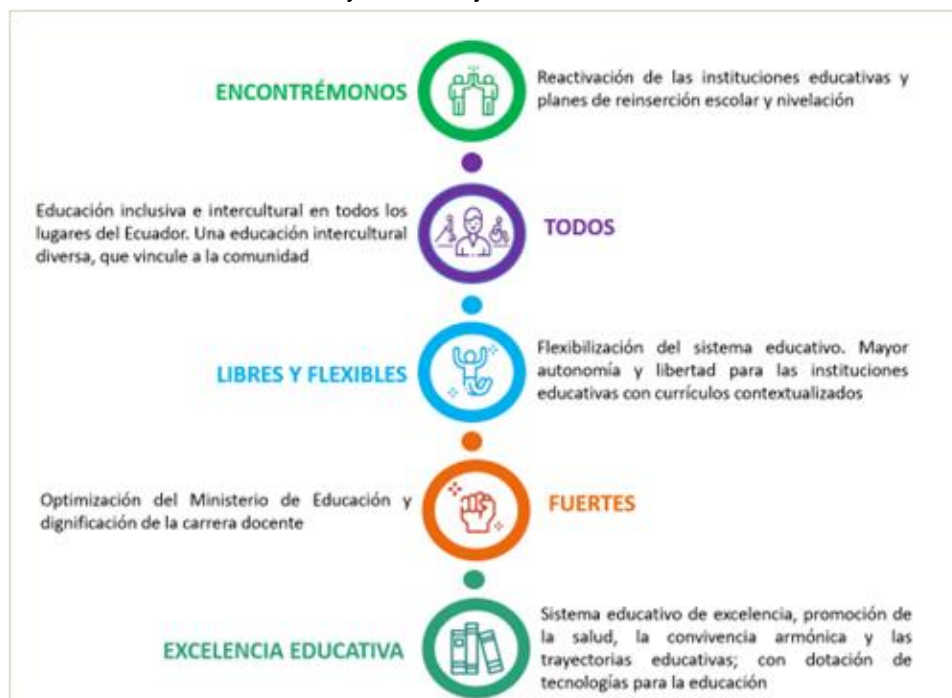 ENCONTRÉMONOS
Reactivación de las instituciones educativas y
planes de reinserción escolar y nivelación
Educación inclusiva e intercultural en todos los
lugares del Ecuador. Una educación intercultural
diversa, que vincule a la comunidad
TODOS
LIBRES Y FLEXIBLES
Flexibilización del sistema educativo. Mayor
autonomía y libertad para las instituciones
educativas con currículos contextualizados
Optimización del Ministerio de Educación y
dignificación de la carrera docente
FUERTES
EXCELENCIA EDUCATIVA
Sistema educativo de excelencia, promoción de
la salud, la convivencia armónica y las
trayectorias educativas; con dotación de
tecnologías para la educación